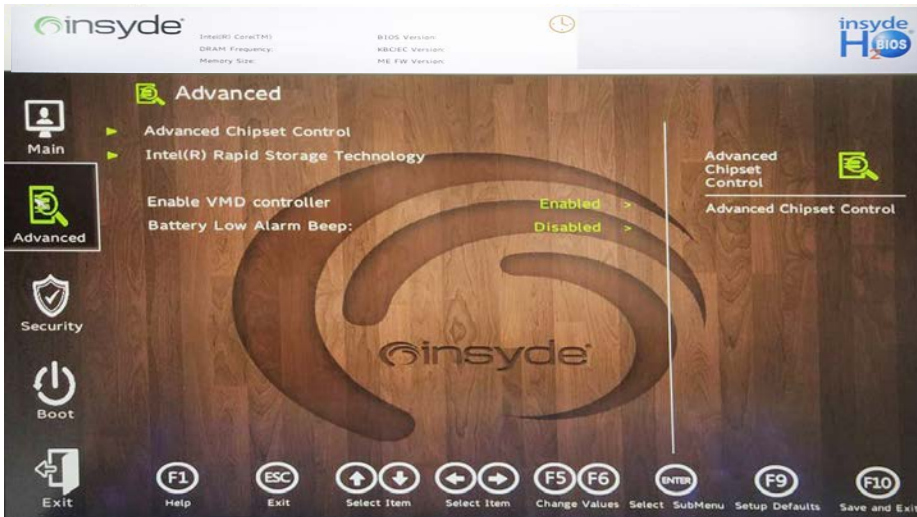 insyde
Intel(R) Core(TM)
DRAM Frequency:
Memory Size:
BIOS Version:
KBC/EC Version:
ME FW Version:
insyde
H2O
BIOS
Advanced
Main
Advanced
Security
Boot
Exit
Advanced Chipset Control
Intel(R) Rapid Storage Technology
Enable VMD controller Enabled >
Battery Low Alarm Beep: Disabled >
Advanced
Chipset
Control
Advanced Chipset Control
insyde
F1
Help
ESC
Exit
Select Item
Select Item
F5 F6
Change Values
ENTER
Select SubMenu
F9
Setup Defaults
F10
Save and Exit